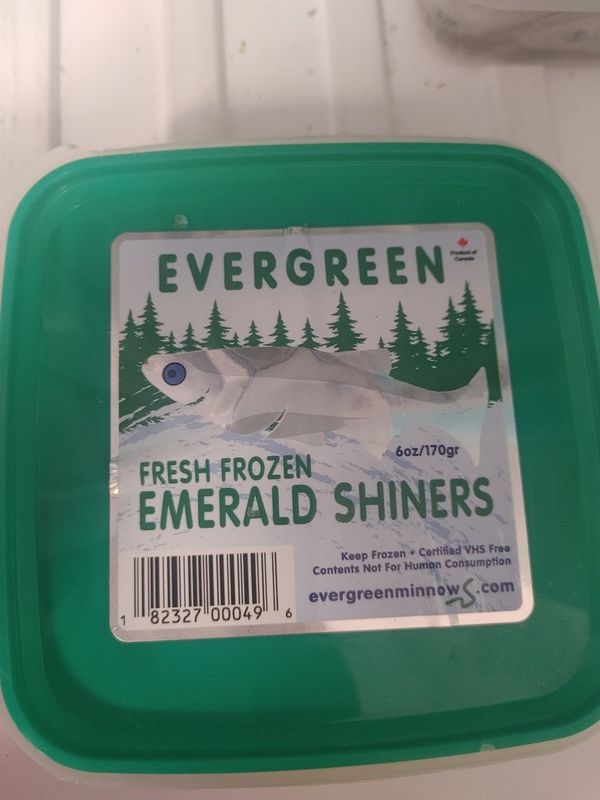 EVERGREEN
Product of
Canada
6oz/170gr
FRESH FROZEN
EMERALD SHINERS
Keep Frozen • Certified VHS Free
Contents Not For Human Consumption
evergreenminnows.com
1 82327 00049 6